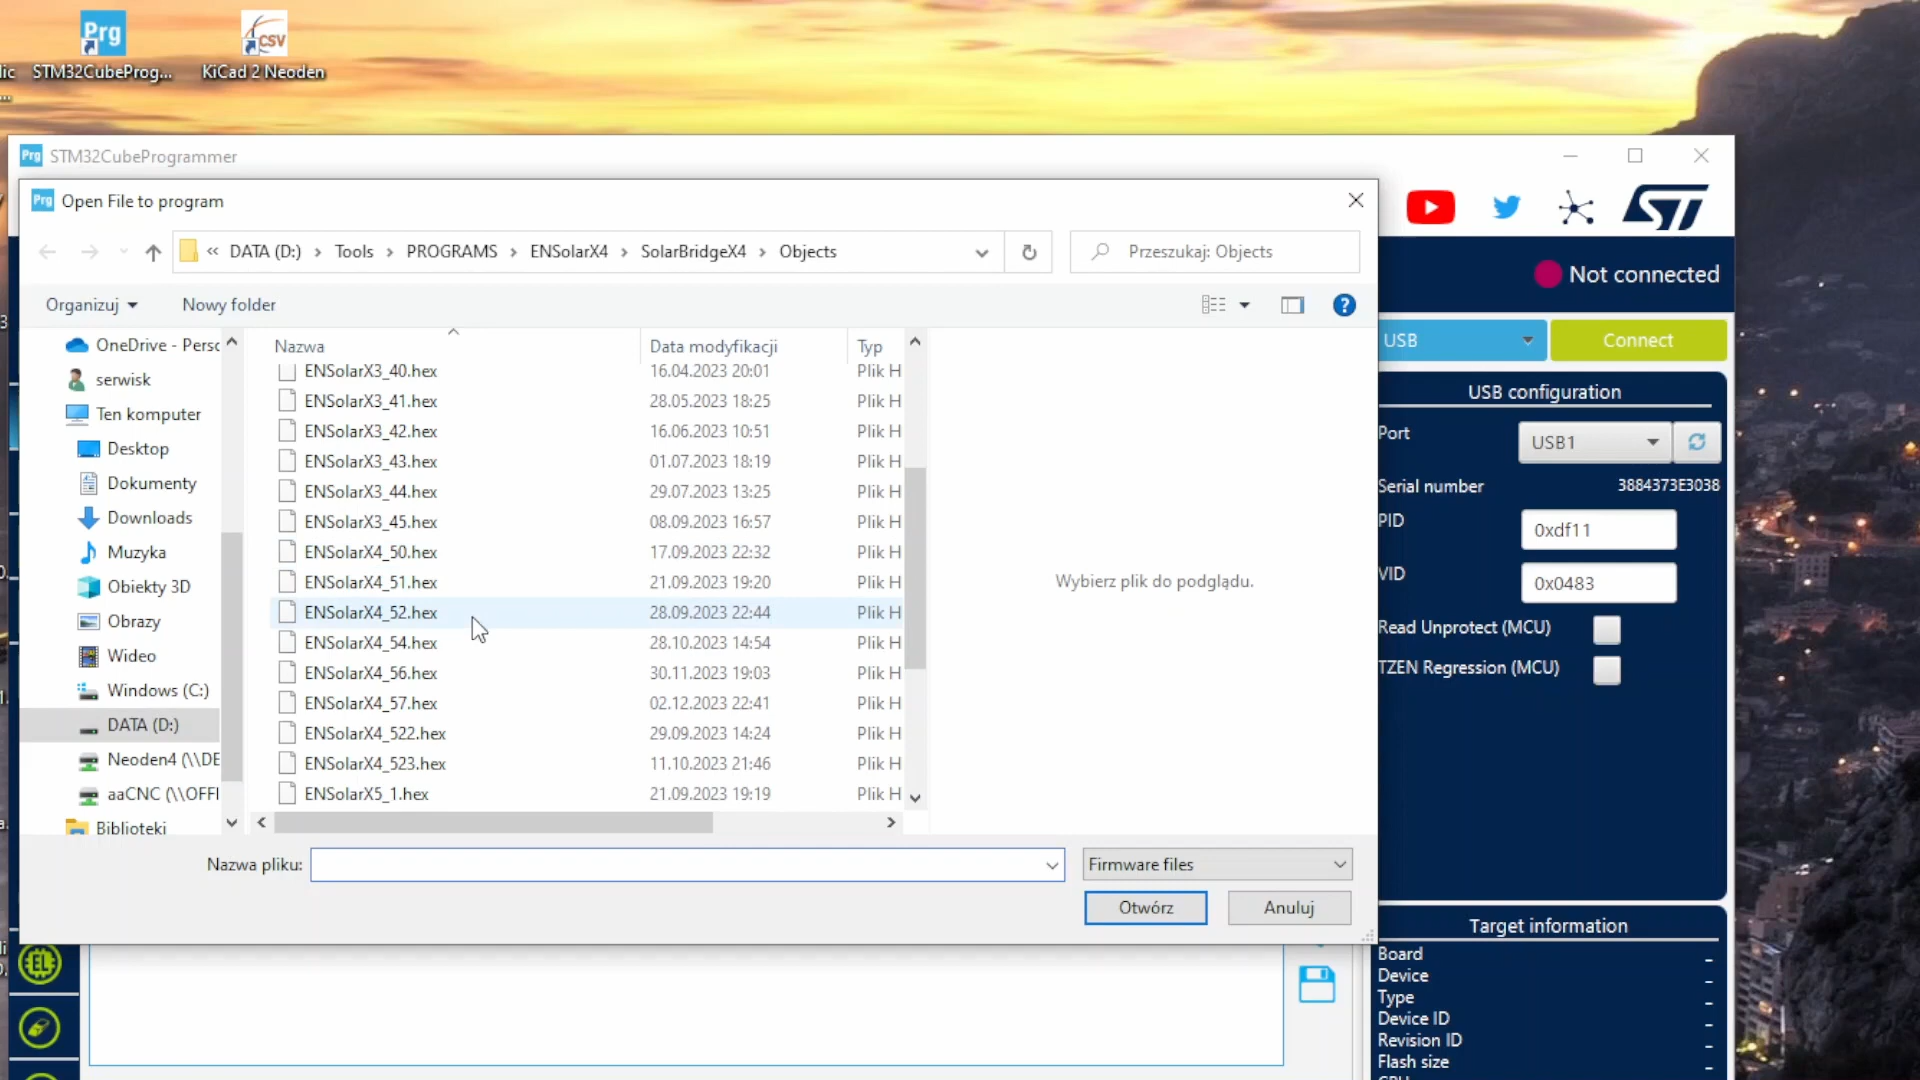 Prg
STM32CubeProg...
CSV
KiCad 2 Neoden
Prg STM32CubeProgrammer
Prg Open File to program
« DATA (D:) › Tools › PROGRAMS › ENSolarX4 › SolarBridgeX4 › Objects
Przeszukaj: Objects
Organizuj
Nowy folder
OneDrive - Persc
serwisk
Ten komputer
Desktop
Dokumenty
Downloads
Muzyka
Obiekty 3D
Obrazy
Wideo
Windows (C:)
DATA (D:)
Neoden4 (\\DE
aaCNC (\\OFFI
Biblioteki
Nazwa Data modyfikacji Typ
ENSolarX3_40.hex 16.04.2023 20:01 Plik H
ENSolarX3_41.hex 28.05.2023 18:25 Plik H
ENSolarX3_42.hex 16.06.2023 10:51 Plik H
ENSolarX3_43.hex 01.07.2023 18:19 Plik H
ENSolarX3_44.hex 29.07.2023 13:25 Plik H
ENSolarX3_45.hex 08.09.2023 16:57 Plik H
ENSolarX4_50.hex 17.09.2023 22:32 Plik H
ENSolarX4_51.hex 21.09.2023 19:20 Plik H
ENSolarX4_52.hex 28.09.2023 22:44 Plik H
ENSolarX4_54.hex 28.10.2023 14:54 Plik H
ENSolarX4_56.hex 30.11.2023 19:03 Plik H
ENSolarX4_57.hex 02.12.2023 22:41 Plik H
ENSolarX4_522.hex 29.09.2023 14:24 Plik H
ENSolarX4_523.hex 11.10.2023 21:46 Plik H
ENSolarX5_1.hex 21.09.2023 19:19 Plik H
Wybierz plik do podglądu.
Nazwa pliku:
Firmware files
Otwórz
Anuluj
ST
Not connected
USB
Connect
USB configuration
Port USB1
Serial number 3884373E3038
PID 0xdf11
VID 0x0483
Read Unprotect (MCU)
TZEN Regression (MCU)
Target information
Board -
Device -
Type -
Device ID -
Revision ID -
Flash size -
EL